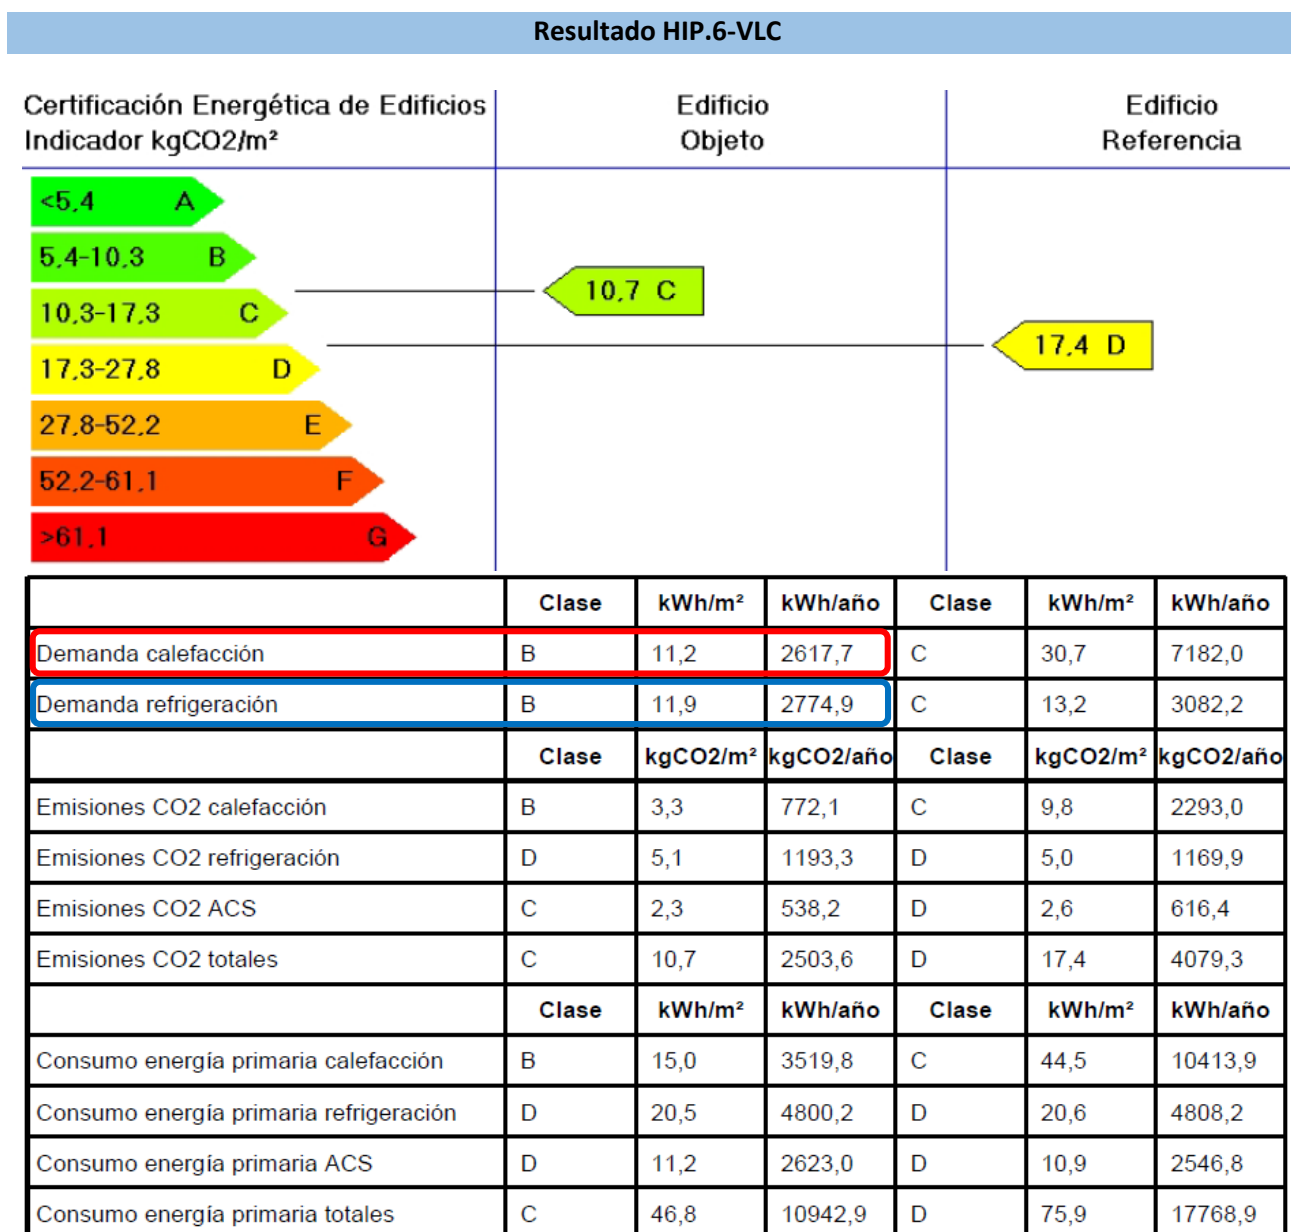 Resultado HIP.6-VLC
Certificación Energética de Edificios
Indicador kgCO2/m²
Edificio
Objeto
Edificio
Referencia
<5,4 A
5,4-10,3 B
10,3-17,3 C
17,3-27,8 D
27,8-52,2 E
52,2-61,1 F
>61,1 G
10,7 C
17,4 D
Clase kWh/m² kWh/año Clase kWh/m² kWh/año
Demanda calefacción B 11,2 2617,7 C 30,7 7182,0
Demanda refrigeración B 11,9 2774,9 C 13,2 3082,2
Clase kgCO2/m² kgCO2/año Clase kgCO2/m² kgCO2/año
Emisiones CO2 calefacción B 3,3 772,1 C 9,8 2293,0
Emisiones CO2 refrigeración D 5,1 1193,3 D 5,0 1169,9
Emisiones CO2 ACS C 2,3 538,2 D 2,6 616,4
Emisiones CO2 totales C 10,7 2503,6 D 17,4 4079,3
Clase kWh/m² kWh/año Clase kWh/m² kWh/año
Consumo energía primaria calefacción B 15,0 3519,8 C 44,5 10413,9
Consumo energía primaria refrigeración D 20,5 4800,2 D 20,6 4808,2
Consumo energía primaria ACS D 11,2 2623,0 D 10,9 2546,8
Consumo energía primaria totales C 46,8 10942,9 D 75,9 17768,9